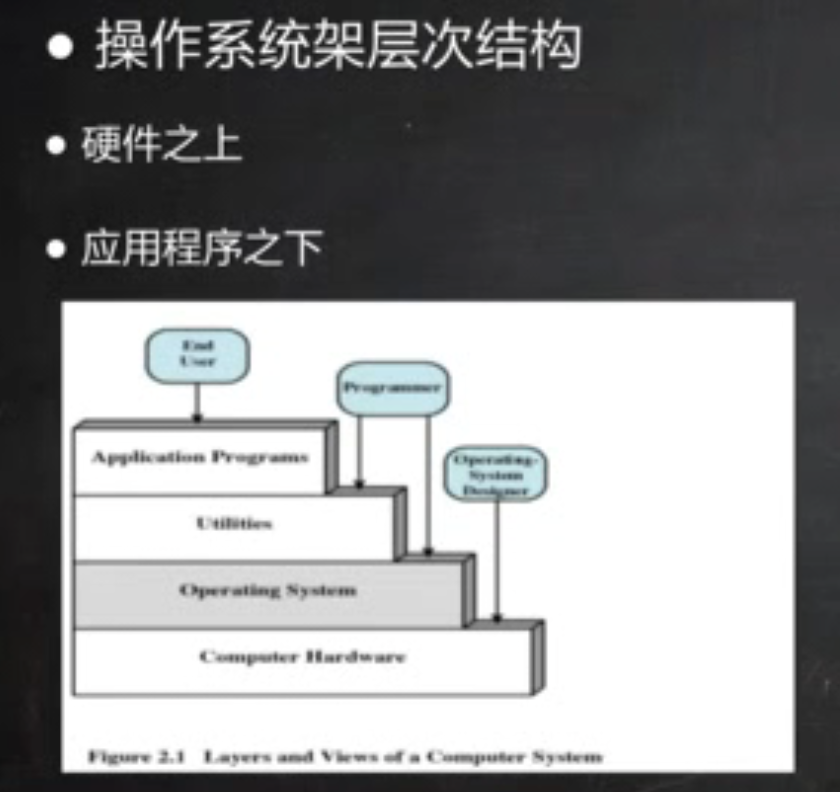 操作系统架层次结构
硬件之上
应用程序之下
End
User
Programmer
Operating-
System
Designer
Application Programs
Utilities
Operating System
Computer Hardware
Figure 2.1 Layers and Views of a Computer System